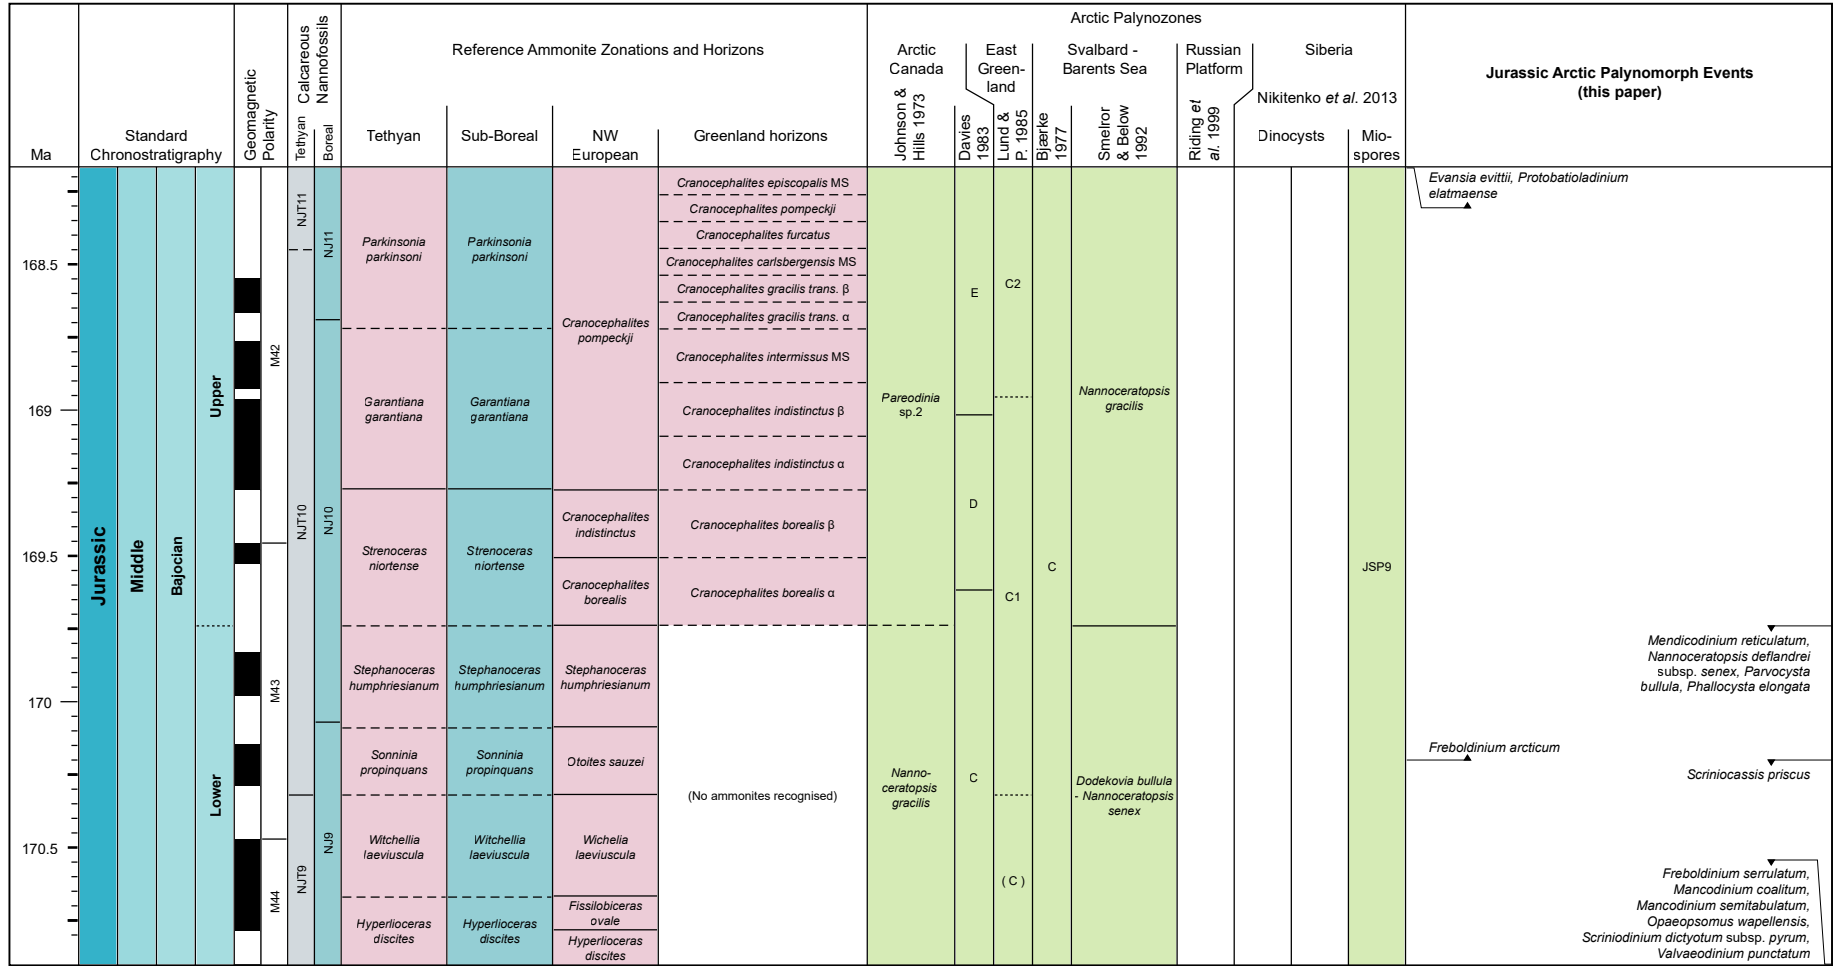 Arctic Palynozones
Reference Ammonite Zonations and Horizons
Arctic
Canada
East
Green-
land
Svalbard -
Barents Sea
Russian
Platform
Siberia
Nikitenko et al. 2013
Jurassic Arctic Palynomorph Events
(this paper)
Ma
Standard
Chronostratigraphy
Geomagnetic
Polarity
Calcareous
Nannofossils
Tethyan
Boreal
Tethyan
Sub-Boreal
NW
European
Greenland horizons
Johnson &
Hills 1973
Davies
1983
Lund &
P. 1985
Bjærke
1977
Smelror
& Below
1992
Riding et
al. 1999
Dinocysts
Mio-
spores
168.5
169
169.5
170
170.5
Jurassic
Middle
Bajocian
Upper
Lower
M42
M43
M44
NJT11
NJT10
NJT9
NJ11
NJ10
NJ9
Parkinsonia
parkinsoni
Garantiana
garantiana
Strenoceras
niortense
Stephanoceras
humphriesianum
Sonninia
propinquans
Witchellia
laeviuscula
Hyperlioceras
discites
Parkinsonia
parkinsoni
Garantiana
garantiana
Strenoceras
niortense
Stephanoceras
humphriesianum
Sonninia
propinquans
Witchellia
laeviuscula
Hyperlioceras
discites
Cranocephalites
pompeckji
Cranocephalites
indistinctus
Cranocephalites
borealis
Stephanoceras
humphriesianum
Otoites sauzei
Wichelia
laeviuscula
Fissilobiceras
ovale
Hyperlioceras
discites
Cranocephalites episcopalis MS
Cranocephalites pompeckji
Cranocephalites furcatus
Cranocephalites carlsbergensis MS
Cranocephalites gracilis trans. β
Cranocephalites gracilis trans. α
Cranocephalites intermissus MS
Cranocephalites indistinctus β
Cranocephalites indistinctus α
Cranocephalites borealis β
Cranocephalites borealis α
(No ammonites recognised)
Pareodinia
sp.2
Nanno-
ceratopsis
gracilis
E
D
C
C2
C1
( C )
C
Nannoceratopsis
gracilis
Dodekovia bullula
- Nannoceratopsis
senex
JSP9
Evansia evittii, Protobatioladinium
elatmaense
Mendicodinium reticulatum,
Nannoceratopsis deflandrei
subsp. senex, Parvocysta
bullula, Phallocysta elongata
Freboldinium arcticum
Scriniocassis priscus
Freboldinium serrulatum,
Mancodinium coalitum,
Mancodinium semitabulatum,
Opaeopsomus wapellensis,
Scriniodinium dictyotum subsp. pyrum,
Valvaeodinium punctatum